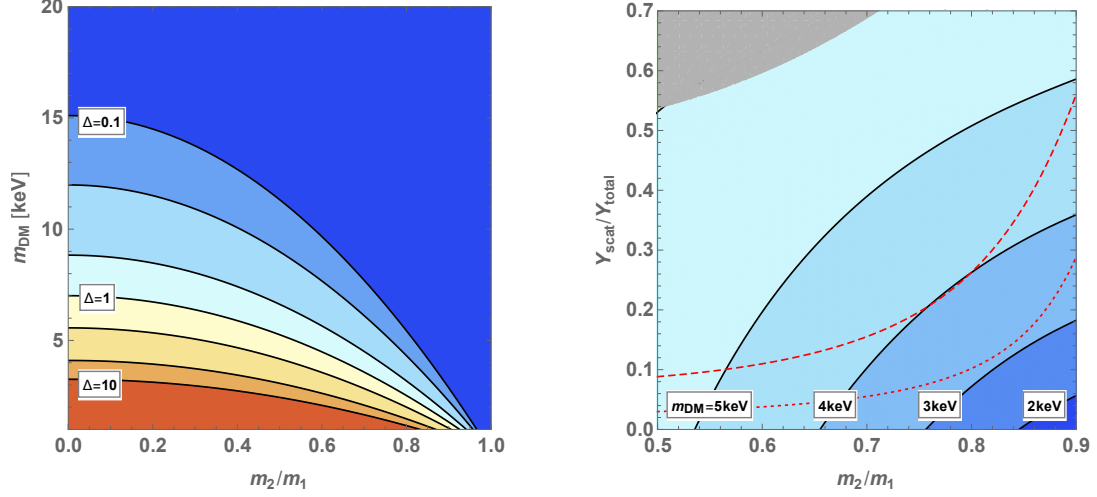 20
15
10
5
m_DM [keV]
Δ=0.1
Δ=1
Δ=10
0.0 0.2 0.4 0.6 0.8 1.0
m_2/m_1
0.7
0.6
0.5
0.4
0.3
0.2
0.1
0.0
Y_scat/Y_total
m_DM=5keV 4keV 3keV 2keV
0.5 0.6 0.7 0.8 0.9
m_2/m_1